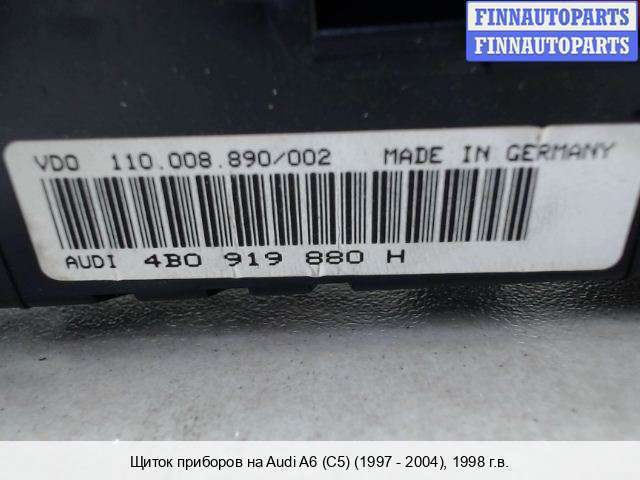 FINNAUTOPARTS
FINNAUTOPARTS
VDO 110.008.890/002 MADE IN GERMANY
AUDI 4B0 919 880 H
Щиток приборов на Audi A6 (C5) (1997 - 2004), 1998 г.в.